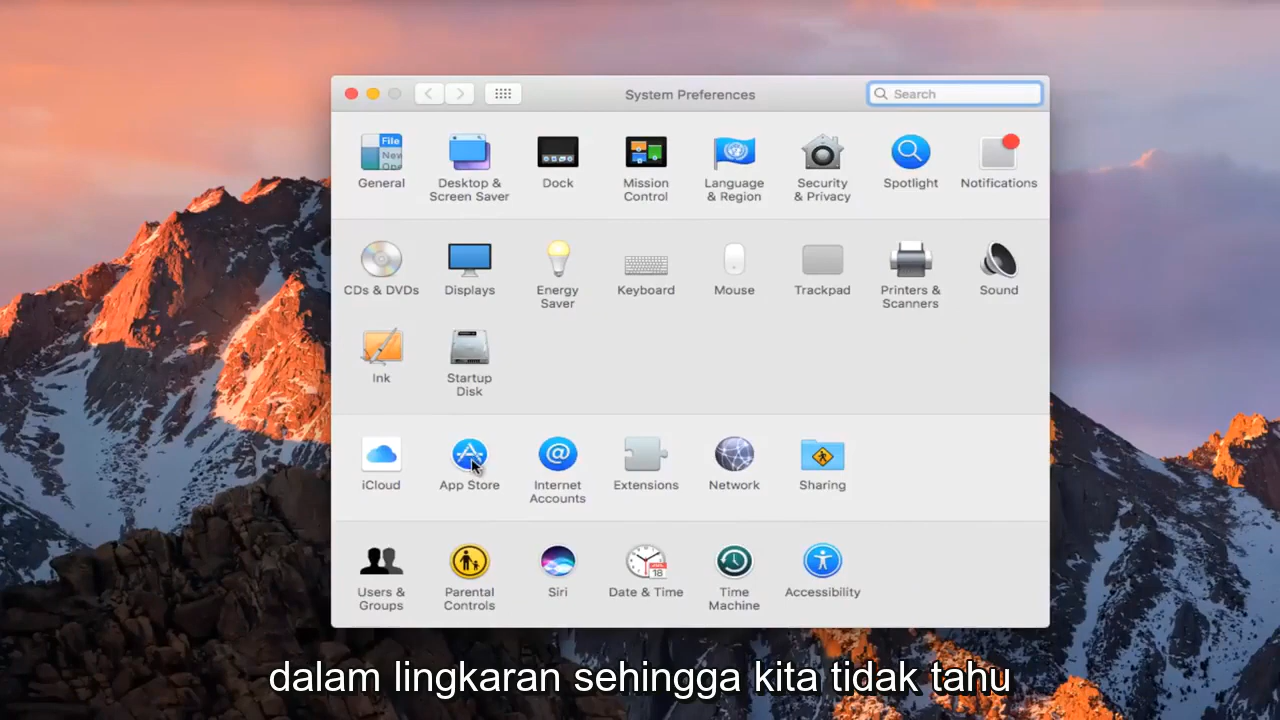 System Preferences
Search
File
New
General
Desktop &
Screen Saver
Dock
Mission
Control
Language
& Region
Security
& Privacy
Spotlight
Notifications
CDs & DVDs
Displays
Energy
Saver
Keyboard
Mouse
Trackpad
Printers &
Scanners
Sound
Ink
Startup
Disk
iCloud
App Store
@
Internet
Accounts
Extensions
Network
Sharing
Users &
Groups
Parental
Controls
Siri
18
Date & Time
Time
Machine
Accessibility
dalam lingkaran sehingga kita tidak tahu